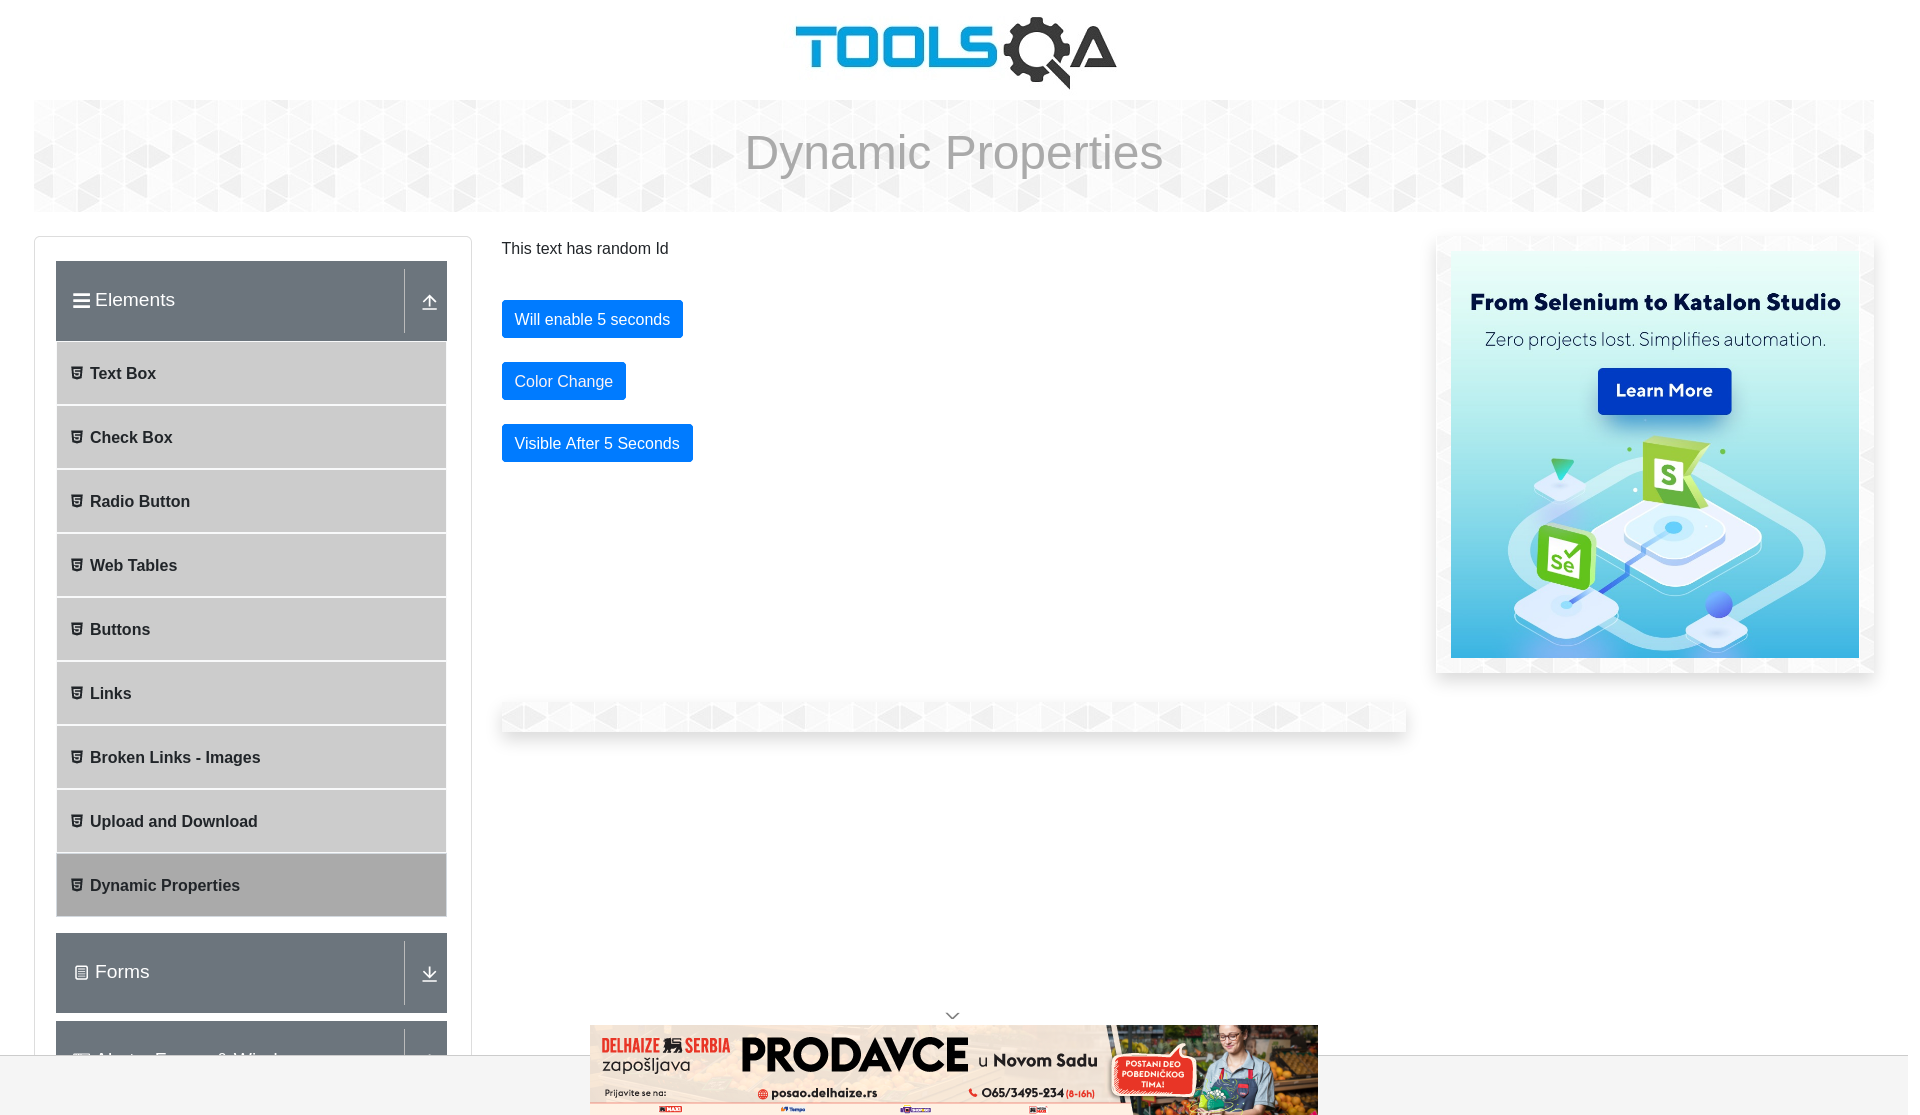 TOOLSQA
Dynamic Properties
Elements
Text Box
Check Box
Radio Button
Web Tables
Buttons
Links
Broken Links - Images
Upload and Download
Dynamic Properties
Forms
This text has random Id
Will enable 5 seconds
Color Change
Visible After 5 Seconds
From Selenium to Katalon Studio
Zero projects lost. Simplifies automation.
Learn More
S
Se
DELHAIZE SERBIA
zapošljava
PRODAVCE u Novom Sadu
Prijavite se na:
posao.delhaize.rs
065/3495-234 (8-16h)
POSTANI DEO
POBEDNIČKOG
TIMA!